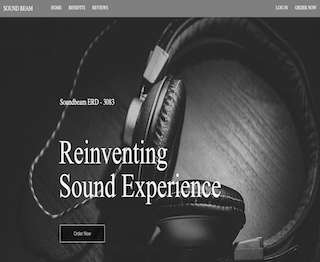 SOUND BEAM
HOME BENEFITS REVIEWS
LOG IN ORDER NOW
Soundbeam ERD - 3083
Reinventing
Sound Experience
Order Now